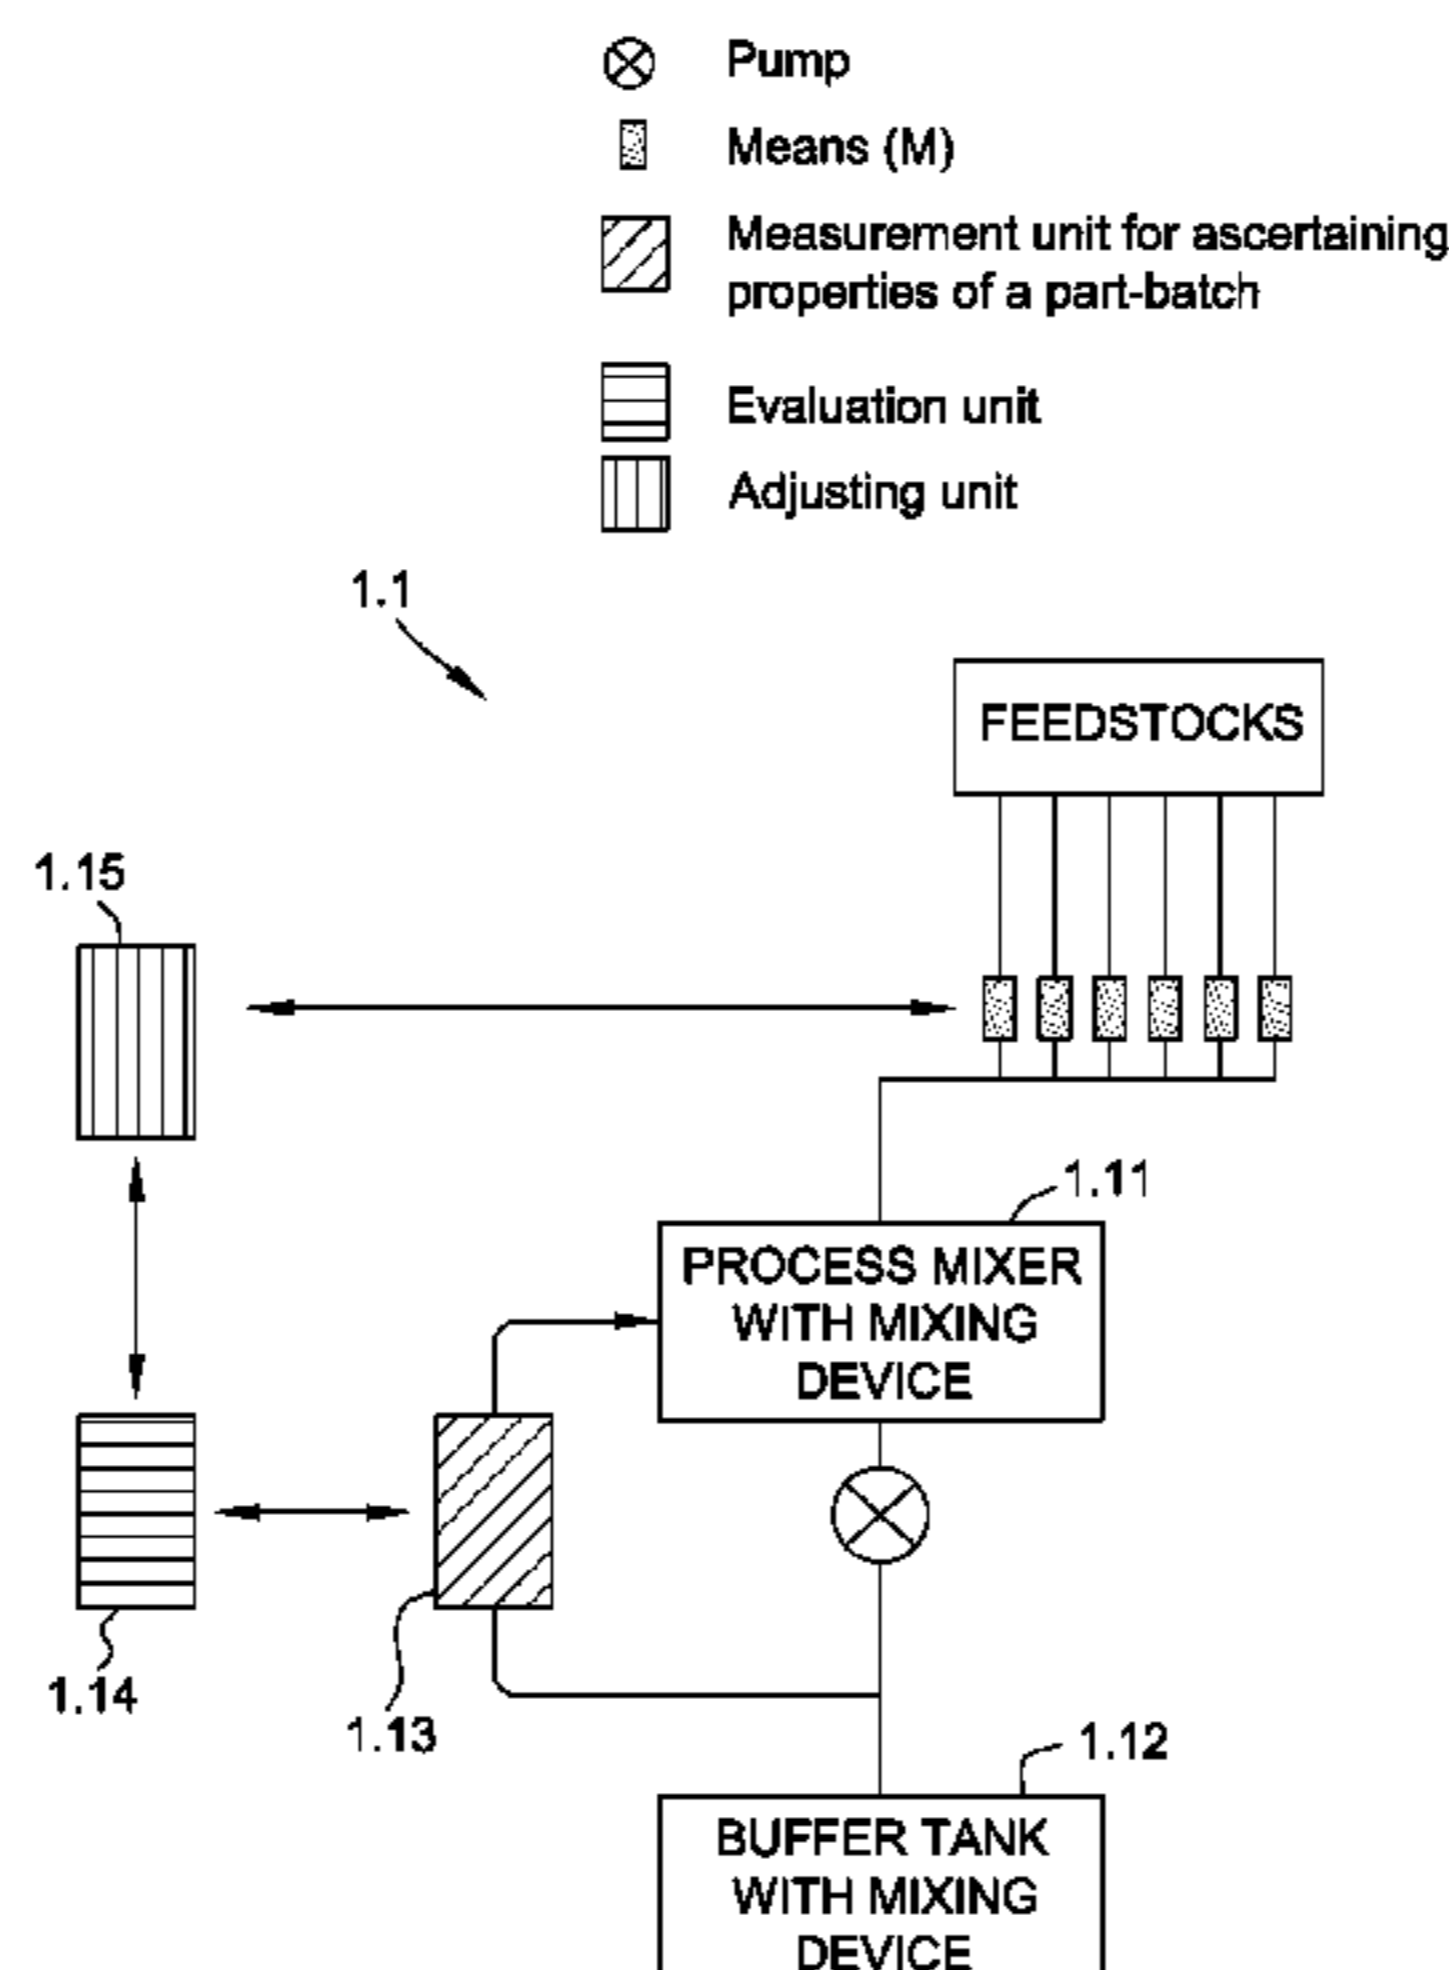 Pump
Means (M)
Measurement unit for ascertaining
properties of a part-batch
Evaluation unit
Adjusting unit
1.1
FEEDSTOCKS
1.15
1.11
PROCESS MIXER
WITH MIXING
DEVICE
1.14
1.13
1.12
BUFFER TANK
WITH MIXING
DEVICE